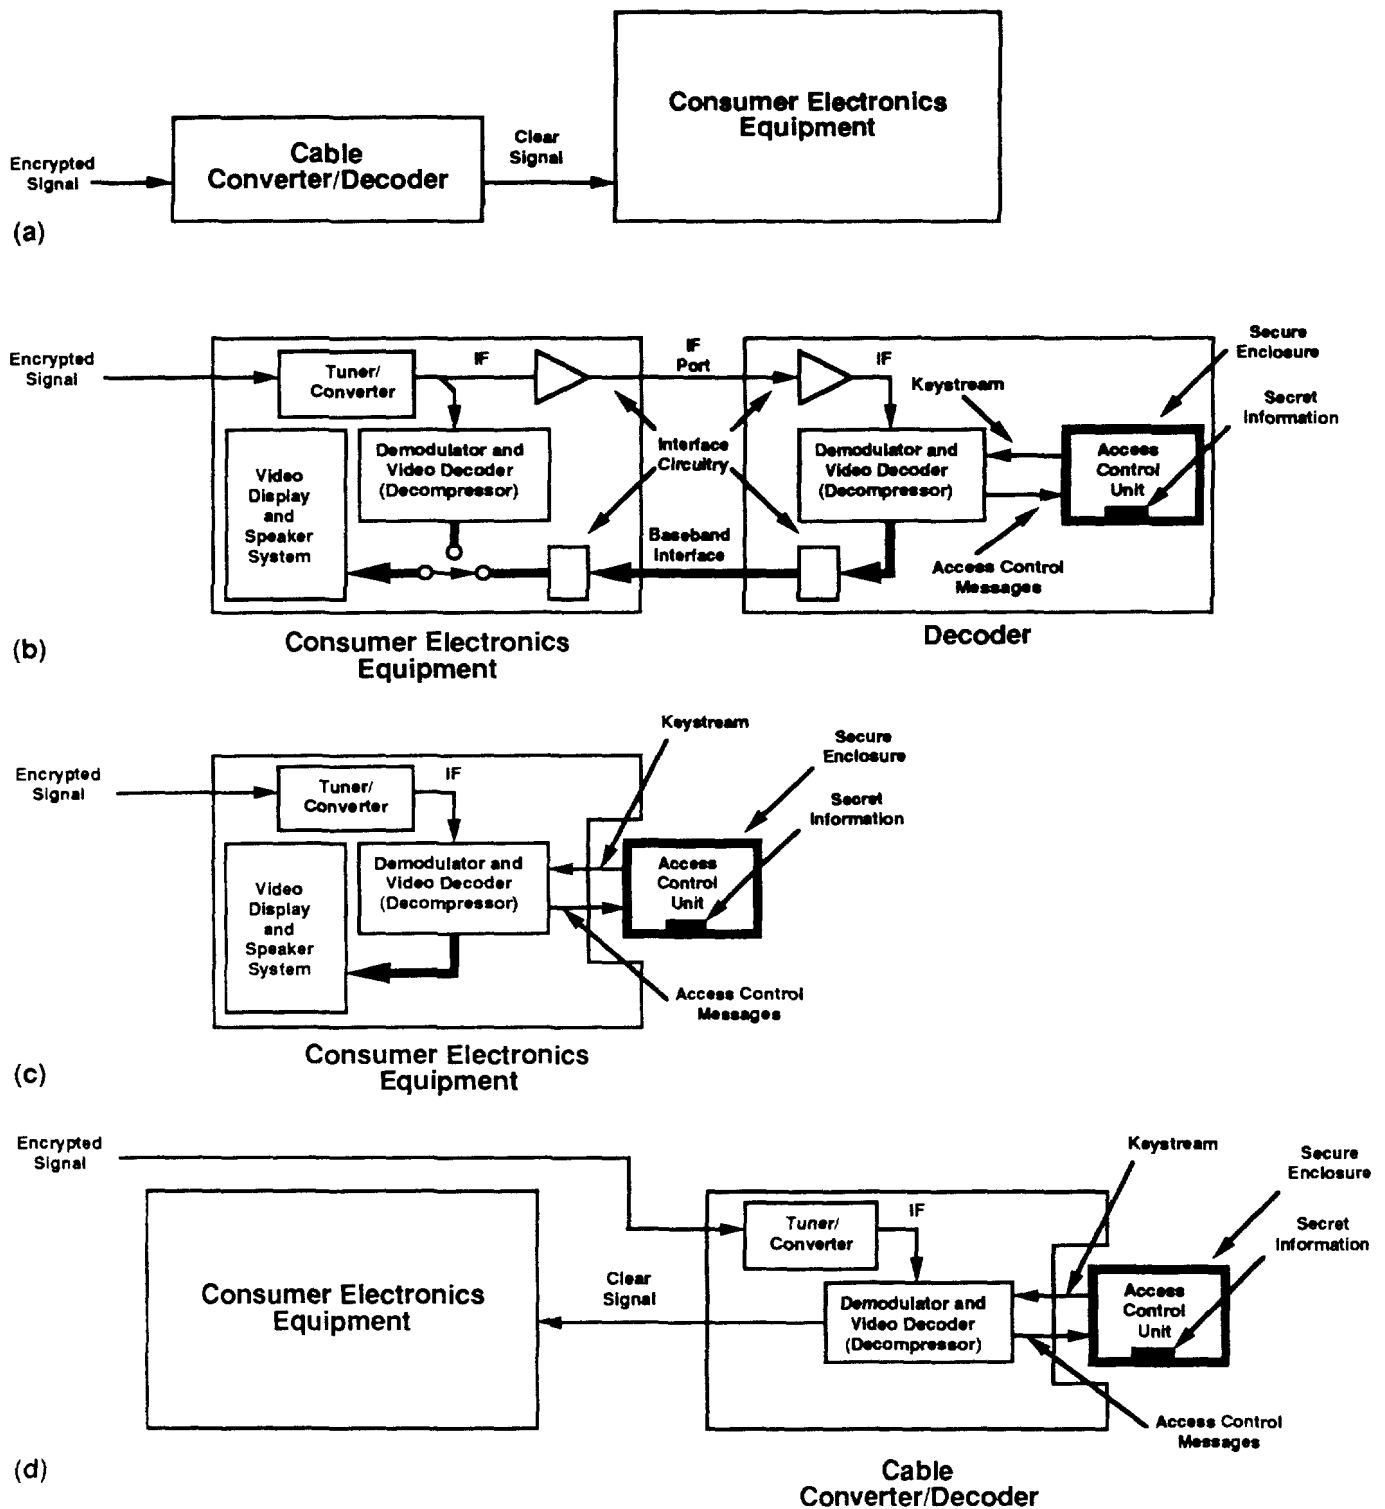 Consumer Electronics
Equipment
Cable
Converter/Decoder
Clear
Signal
Encrypted
Signal
(a)
Encrypted
Signal
Tuner/
Converter
IF
IF
Port
IF
Keystream
Secure
Enclosure
Secret
Information
Video
Display
and
Speaker
System
Demodulator and
Video Decoder
(Decompressor)
Interface
Circuitry
Demodulator and
Video Decoder
(Decompressor)
Access
Control
Unit
Baseband
Interface
Access Control
Messages
Consumer Electronics
Equipment
Decoder
(b)
Keystream
Secure
Enclosure
Encrypted
Signal
Tuner/
Converter
IF
Secret
Information
Video
Display
and
Speaker
System
Demodulator and
Video Decoder
(Decompressor)
Access
Control
Unit
Access Control
Messages
Consumer Electronics
Equipment
(c)
Encrypted
Signal
Keystream
Secure
Enclosure
Tuner/
Converter
IF
Secret
Information
Consumer Electronics
Equipment
Clear
Signal
Demodulator and
Video Decoder
(Decompressor)
Access
Control
Unit
Access Control
Messages
Cable
Converter/Decoder
(d)